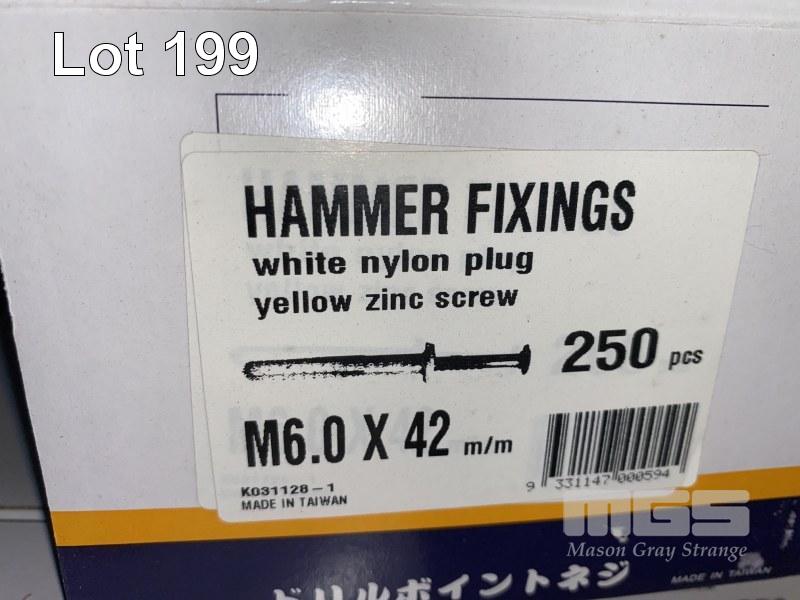 Lot 199
HAMMER FIXINGS
white nylon plug
yellow zinc screw
250 pcs
M6.0 X 42 m/m
K031128-1
MADE IN TAIWAN
9 331147 000594
MGS
Mason Gray Strange
ドリルポイントネジ
MADE IN TAIWAN